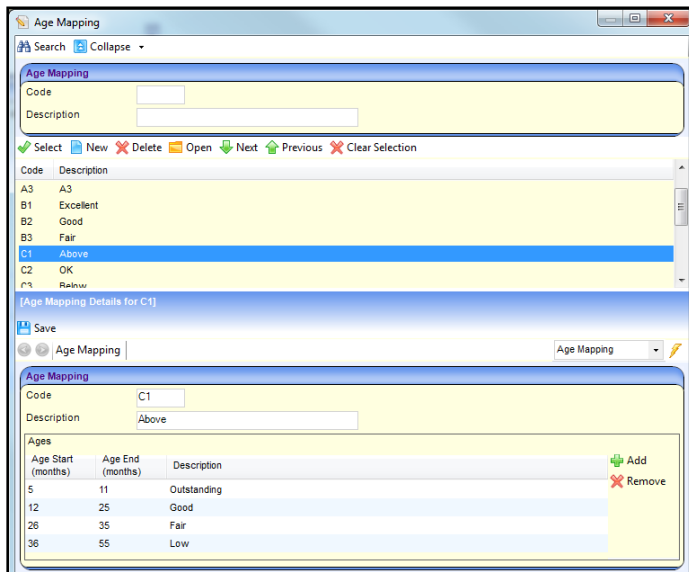 Age Mapping
Search Collapse
Age Mapping
Code
Description
Select New Delete Open Next Previous Clear Selection
Code Description
A3 A3
B1 Excellent
B2 Good
B3 Fair
C1 Above
C2 OK
C3 Below
[Age Mapping Details for C1]
Save
Age Mapping Age Mapping
Age Mapping
Code C1
Description Above
Ages
Age Start (months) Age End (months) Description
Add
Remove
5 11 Outstanding
12 25 Good
26 35 Fair
36 55 Low